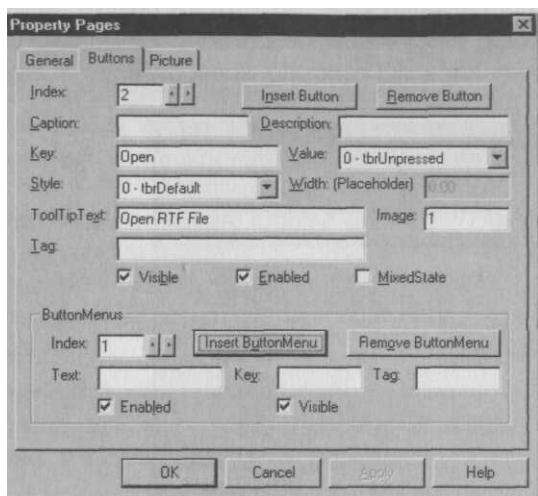 Property Pages
General Buttons Picture
Index: 2 Insert Button Remove Button
Caption: Description:
Key: Open Value: 0 - tbrUnpressed
Style: 0 - tbrDefault Width: (Placeholder) 0.00
ToolTipText: Open RTF File Image: 1
Tag:
Visible Enabled MixedState
ButtonMenus
Index: 1 Insert ButtonMenu Remove ButtonMenu
Text: Key: Tag:
Enabled Visible
OK Cancel Apply Help